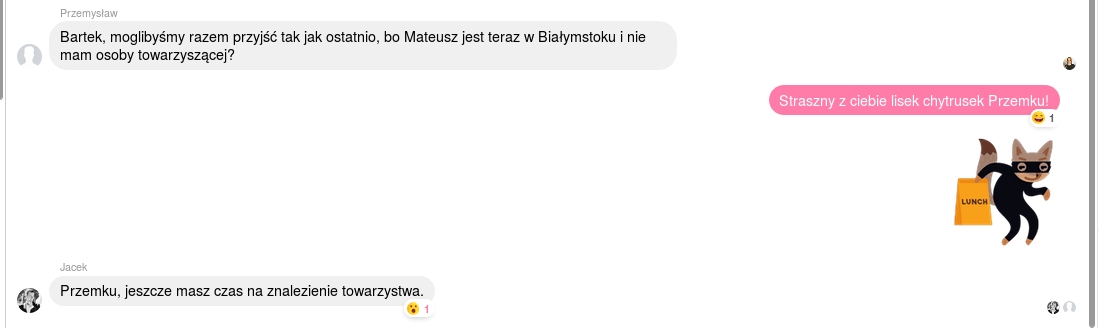 Przemysław
Bartek, moglibyśmy razem przyjść tak jak ostatnio, bo Mateusz jest teraz w Białymstoku i nie
mam osoby towarzyszącej?
Straszny z ciebie lisek chytrusek Przemku!
1
LUNCH
Jacek
Przemku, jeszcze masz czas na znalezienie towarzystwa.
1